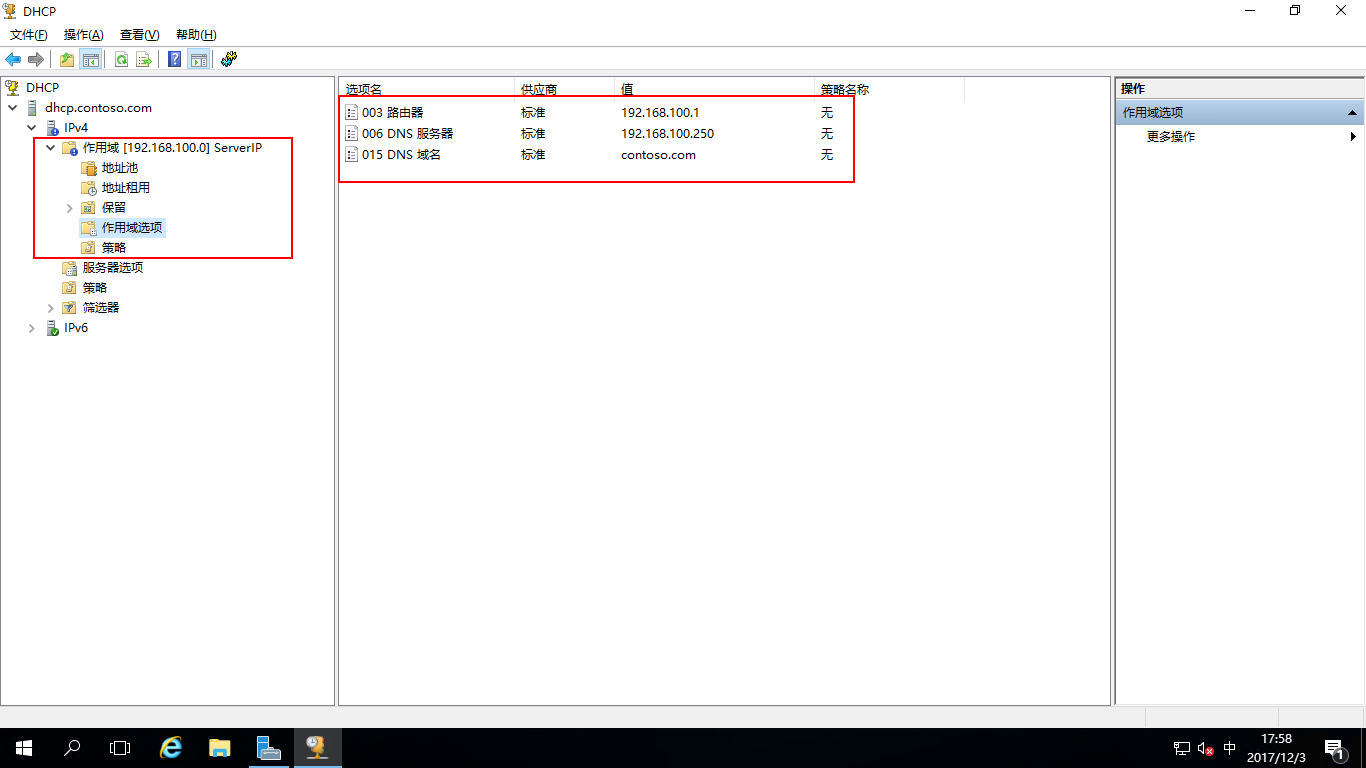 DHCP
文件(F) 操作(A) 查看(V) 帮助(H)
DHCP
dhcp.contoso.com
IPv4
作用域 [192.168.100.0] ServerIP
地址池
地址租用
保留
作用域选项
策略
服务器选项
策略
筛选器
IPv6
选项名 供应商 值 策略名称
003 路由器 标准 192.168.100.1 无
006 DNS 服务器 标准 192.168.100.250 无
015 DNS 域名 标准 contoso.com 无
操作
作用域选项
更多操作
中
17:58
2017/12/3
1